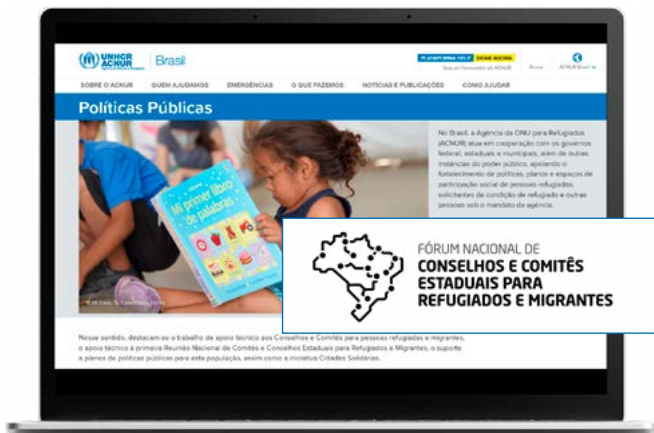 UNHCR
ACNUR
Brasil
PLATAFORMA HELP DOAR AGORA
SOBRE O ACNUR QUEM AJUDAMOS EMERGÊNCIAS O QUE FAZEMOS NOTÍCIAS E PUBLICAÇÕES COMO AJUDAR
Políticas Públicas
No Brasil, a Agência da ONU para Refugiados
(ACNUR) atua em cooperação com os governos
federal, estaduais e municipais, além de outras
instâncias do poder público, apoiando o
fortalecimento de políticas, planos e espaços de
participação social de pessoas refugiadas,
solicitantes da condição de refugiado e outras
pessoas sob o mandato da agência.
Mi primer libro
de palabras
FÓRUM NACIONAL DE
CONSELHOS E COMITÊS
ESTADUAIS PARA
REFUGIADOS E MIGRANTES
Nesse sentido, destacam-se o trabalho de apoio técnico aos Conselhos e Comitês para pessoas refugiadas e migrantes,
o apoio técnico à primeira Reunião Nacional de Comitês e Conselhos Estaduais para Refugiados e Migrantes, o suporte
a planos de políticas públicas para esta população, assim como a iniciativa Cidades Solidárias.